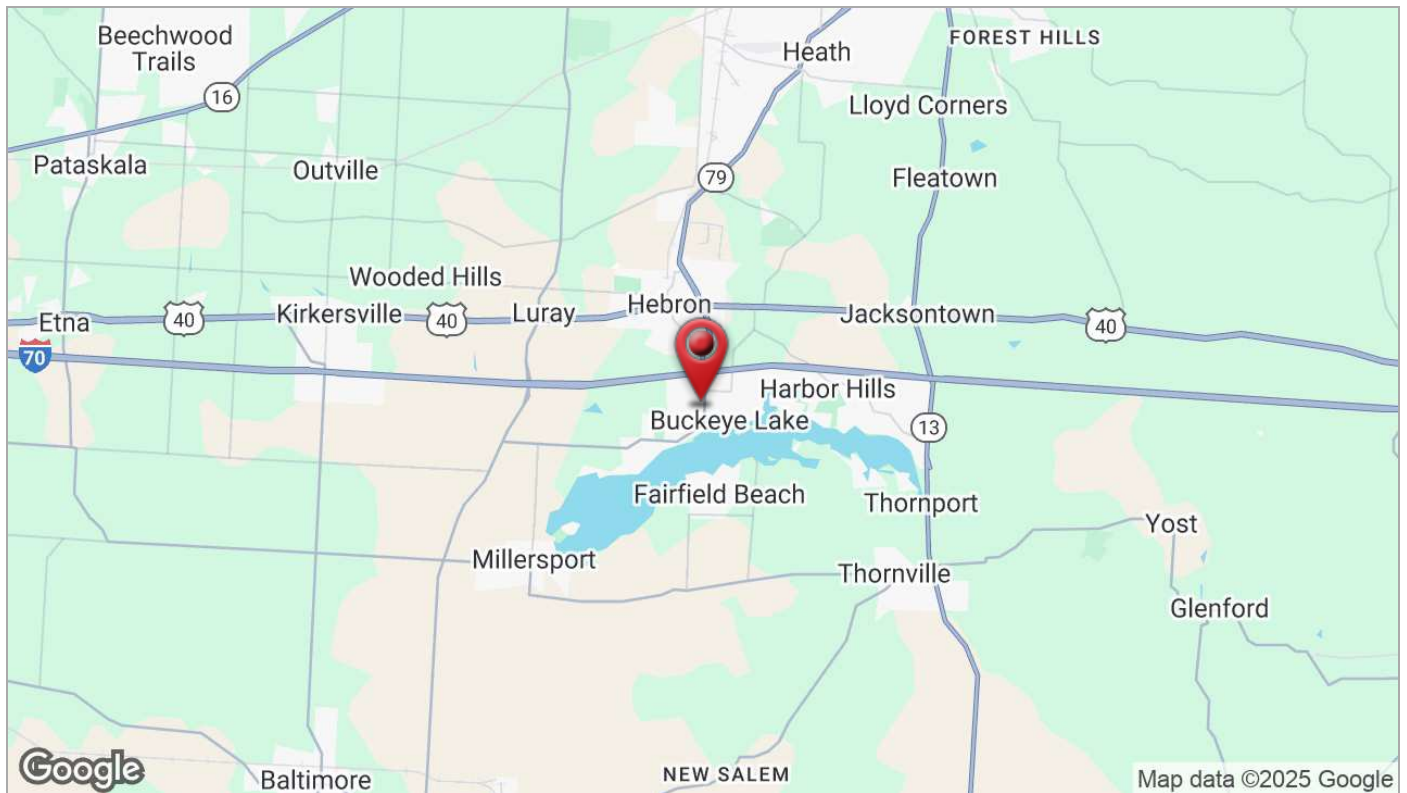 Beechwood
Trails
Heath
FOREST HILLS
16
Lloyd Corners
Pataskala
Outville
79
Fleatown
Wooded Hills
Hebron
Etna
40
Kirkersville
40
Luray
Jacksontown
40
70
Harbor Hills
Buckeye Lake
13
Fairfield Beach
Thornport
Yost
Millersport
Thornville
Glenford
Google
Baltimore
NEW SALEM
Map data ©2025 Google